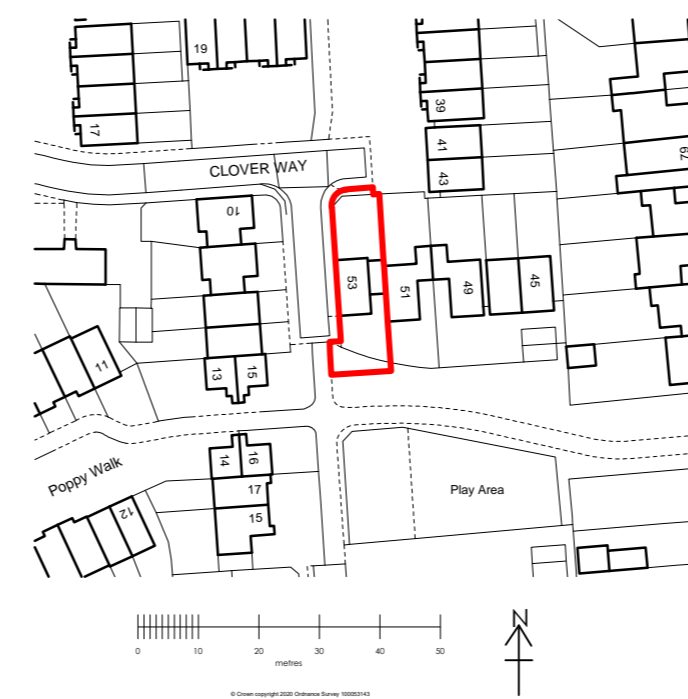 19
17
39
41
43
79
CLOVER WAY
10
53
51
49
45
11
13
15
14
16
17
15
Poppy Walk
12
Play Area
0 10 20 30 40 50
metres
N
© Crown copyright 2020 Ordnance Survey 100053143